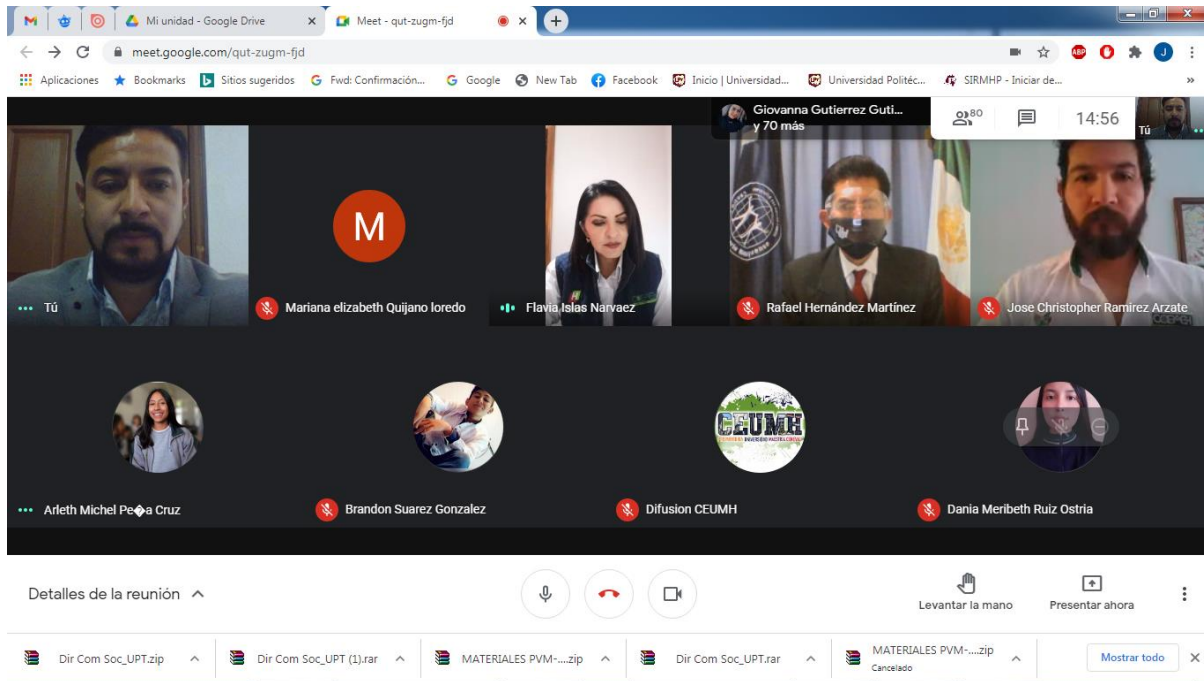 Mi unidad - Google Drive
Meet - qut-zugm-fjd
meet.google.com/qut-zugm-fjd
ABP
J
Aplicaciones
Bookmarks
Sitios sugeridos
Fwd: Confirmación...
Google
New Tab
Facebook
Inicio | Universidad...
Universidad Politéc...
SIRMHP - Iniciar de...
»
Giovanna Gutierrez Guti...
y 70 más
80
14:56
Tú
M
Tú
Mariana elizabeth Quijano loredo
Flavia Islas Narvaez
Rafael Hernández Martínez
Jose Christopher Ramirez Arzate
CEUMH
Arleth Michel Pe�a Cruz
Brandon Suarez Gonzalez
Difusion CEUMH
Dania Meribeth Ruiz Ostria
Detalles de la reunión
Levantar la mano
Presentar ahora
Dir Com Soc_UPT.zip
Dir Com Soc_UPT (1).rar
MATERIALES PVM-....zip
Dir Com Soc_UPT.rar
MATERIALES PVM-....zip
Cancelado
Mostrar todo